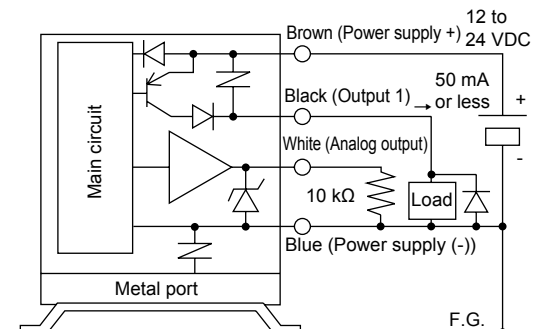 12 to
24 VDC
Brown (Power supply +)
50 mA
or less
Black (Output 1)
+
-
White (Analog output)
Main circuit
10 kΩ
Load
Blue (Power supply (-))
Metal port
F.G.